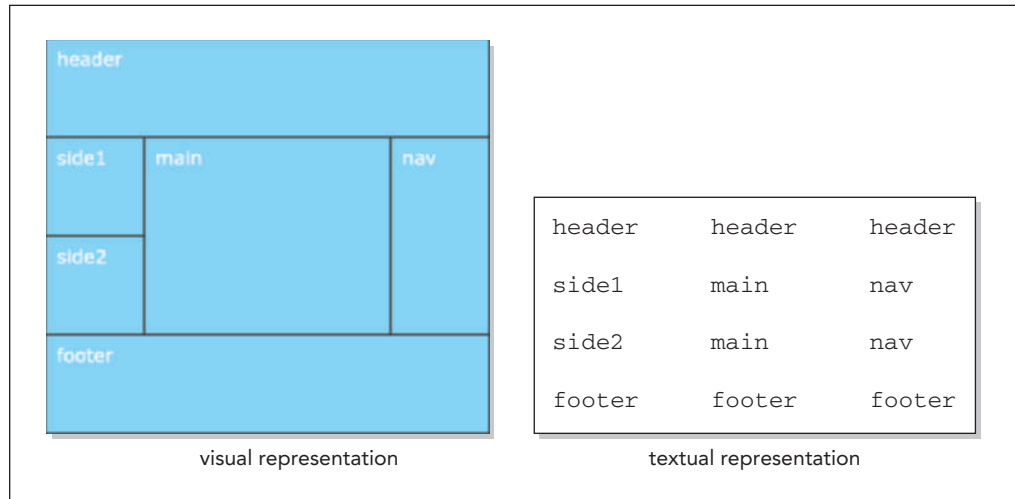 header
side1 main nav
side2
footer
visual representation
header header header
side1 main nav
side2 main nav
footer footer footer
textual representation